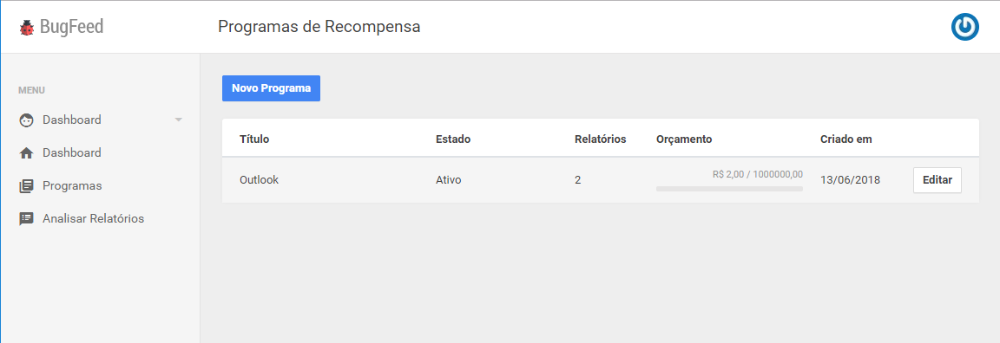 BugFeed
Programas de Recompensa
MENU
Dashboard
Dashboard
Programas
Analisar Relatórios
Novo Programa
Título Estado Relatórios Orçamento Criado em
Outlook Ativo 2 R$ 2,00 / 1000000,00 13/06/2018 Editar